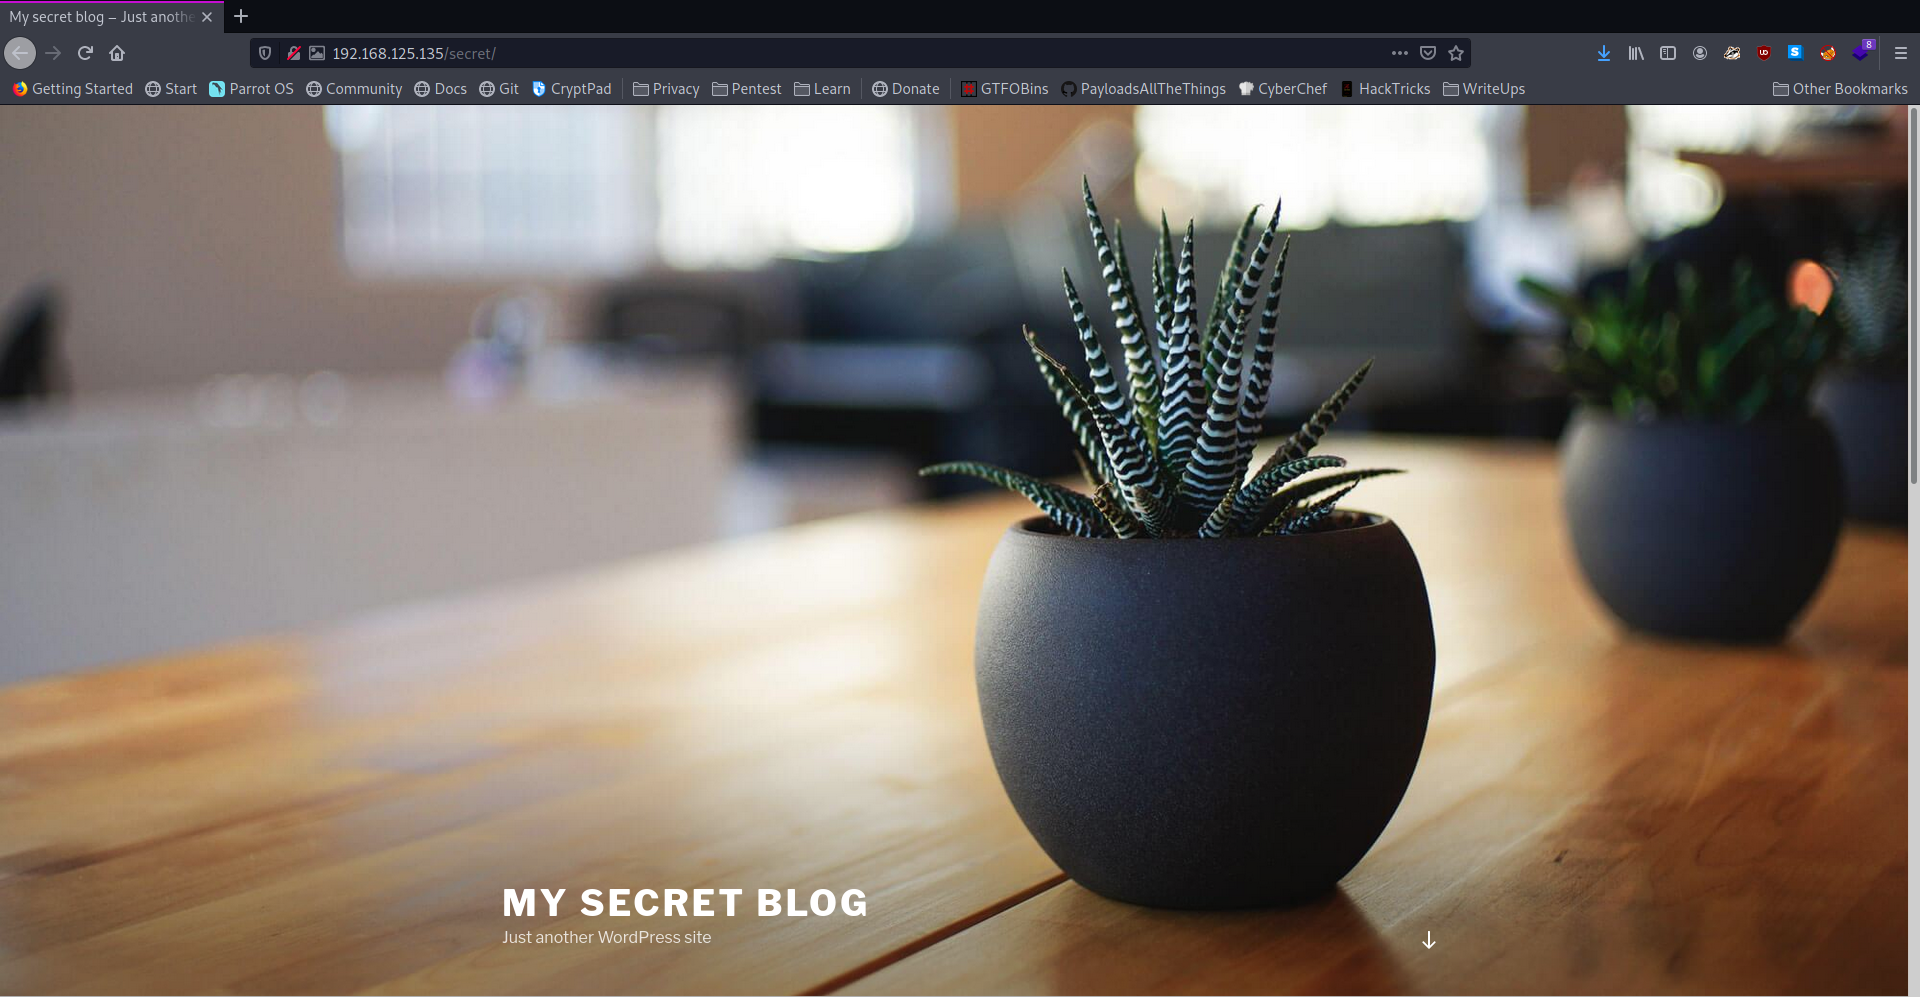 My secret blog – Just anothe
192.168.125.135/secret/
8
Getting Started Start Parrot OS Community Docs Git CryptPad Privacy Pentest Learn Donate GTFOBins PayloadsAllTheThings CyberChef HackTricks WriteUps Other Bookmarks
MY SECRET BLOG
Just another WordPress site